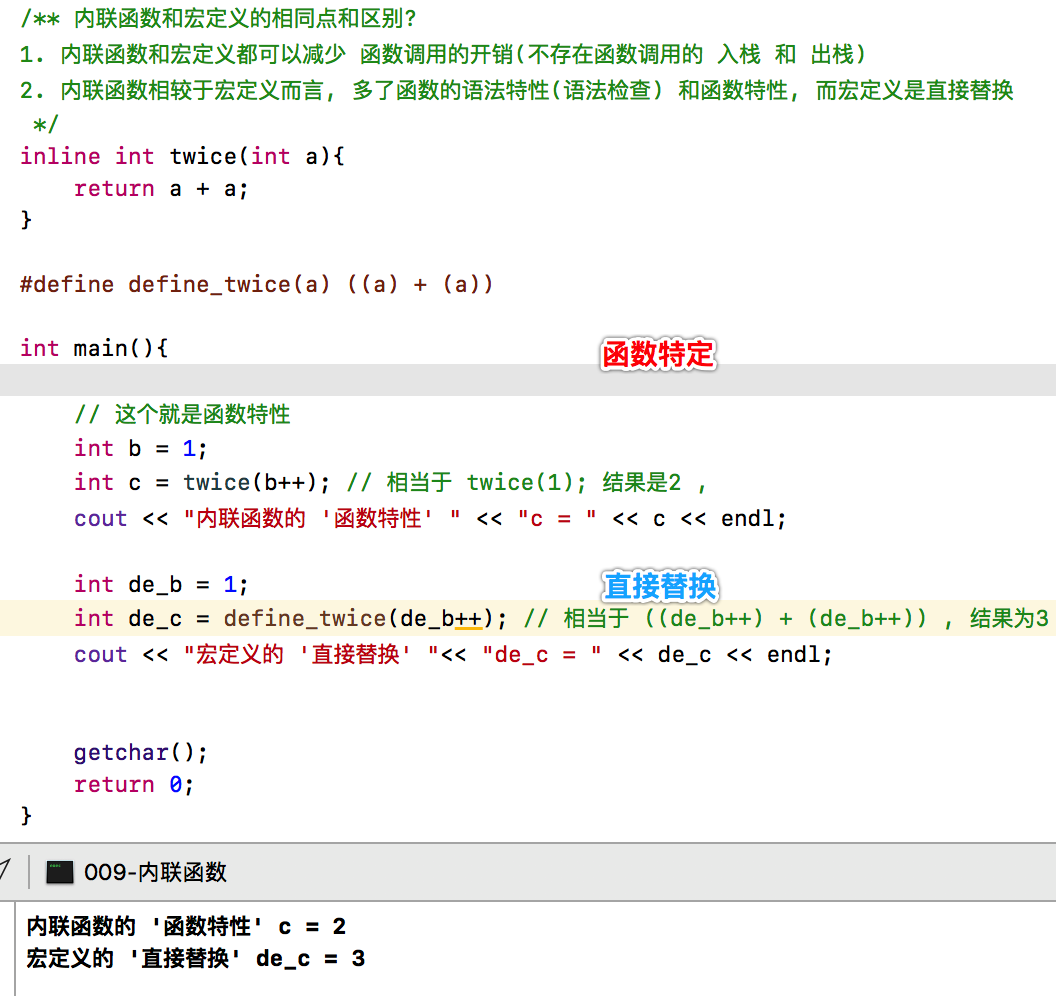 /** 内联函数和宏定义的相同点和区别?
1. 内联函数和宏定义都可以减少 函数调用的开销(不存在函数调用的 入栈 和 出栈)
2. 内联函数相较于宏定义而言, 多了函数的语法特性(语法检查) 和函数特性, 而宏定义是直接替换
*/
inline int twice(int a){
return a + a;
}
#define define_twice(a) ((a) + (a))
int main(){
函数特定
// 这个就是函数特性
int b = 1;
int c = twice(b++); // 相当于 twice(1); 结果是2 ,
cout << "内联函数的 '函数特性' " << "c = " << c << endl;
int de_b = 1;
直接替换
int de_c = define_twice(de_b++); // 相当于 ((de_b++) + (de_b++)) , 结果为3
cout << "宏定义的 '直接替换' "<< "de_c = " << de_c << endl;
getchar();
return 0;
}
009-内联函数
内联函数的 '函数特性' c = 2
宏定义的 '直接替换' de_c = 3